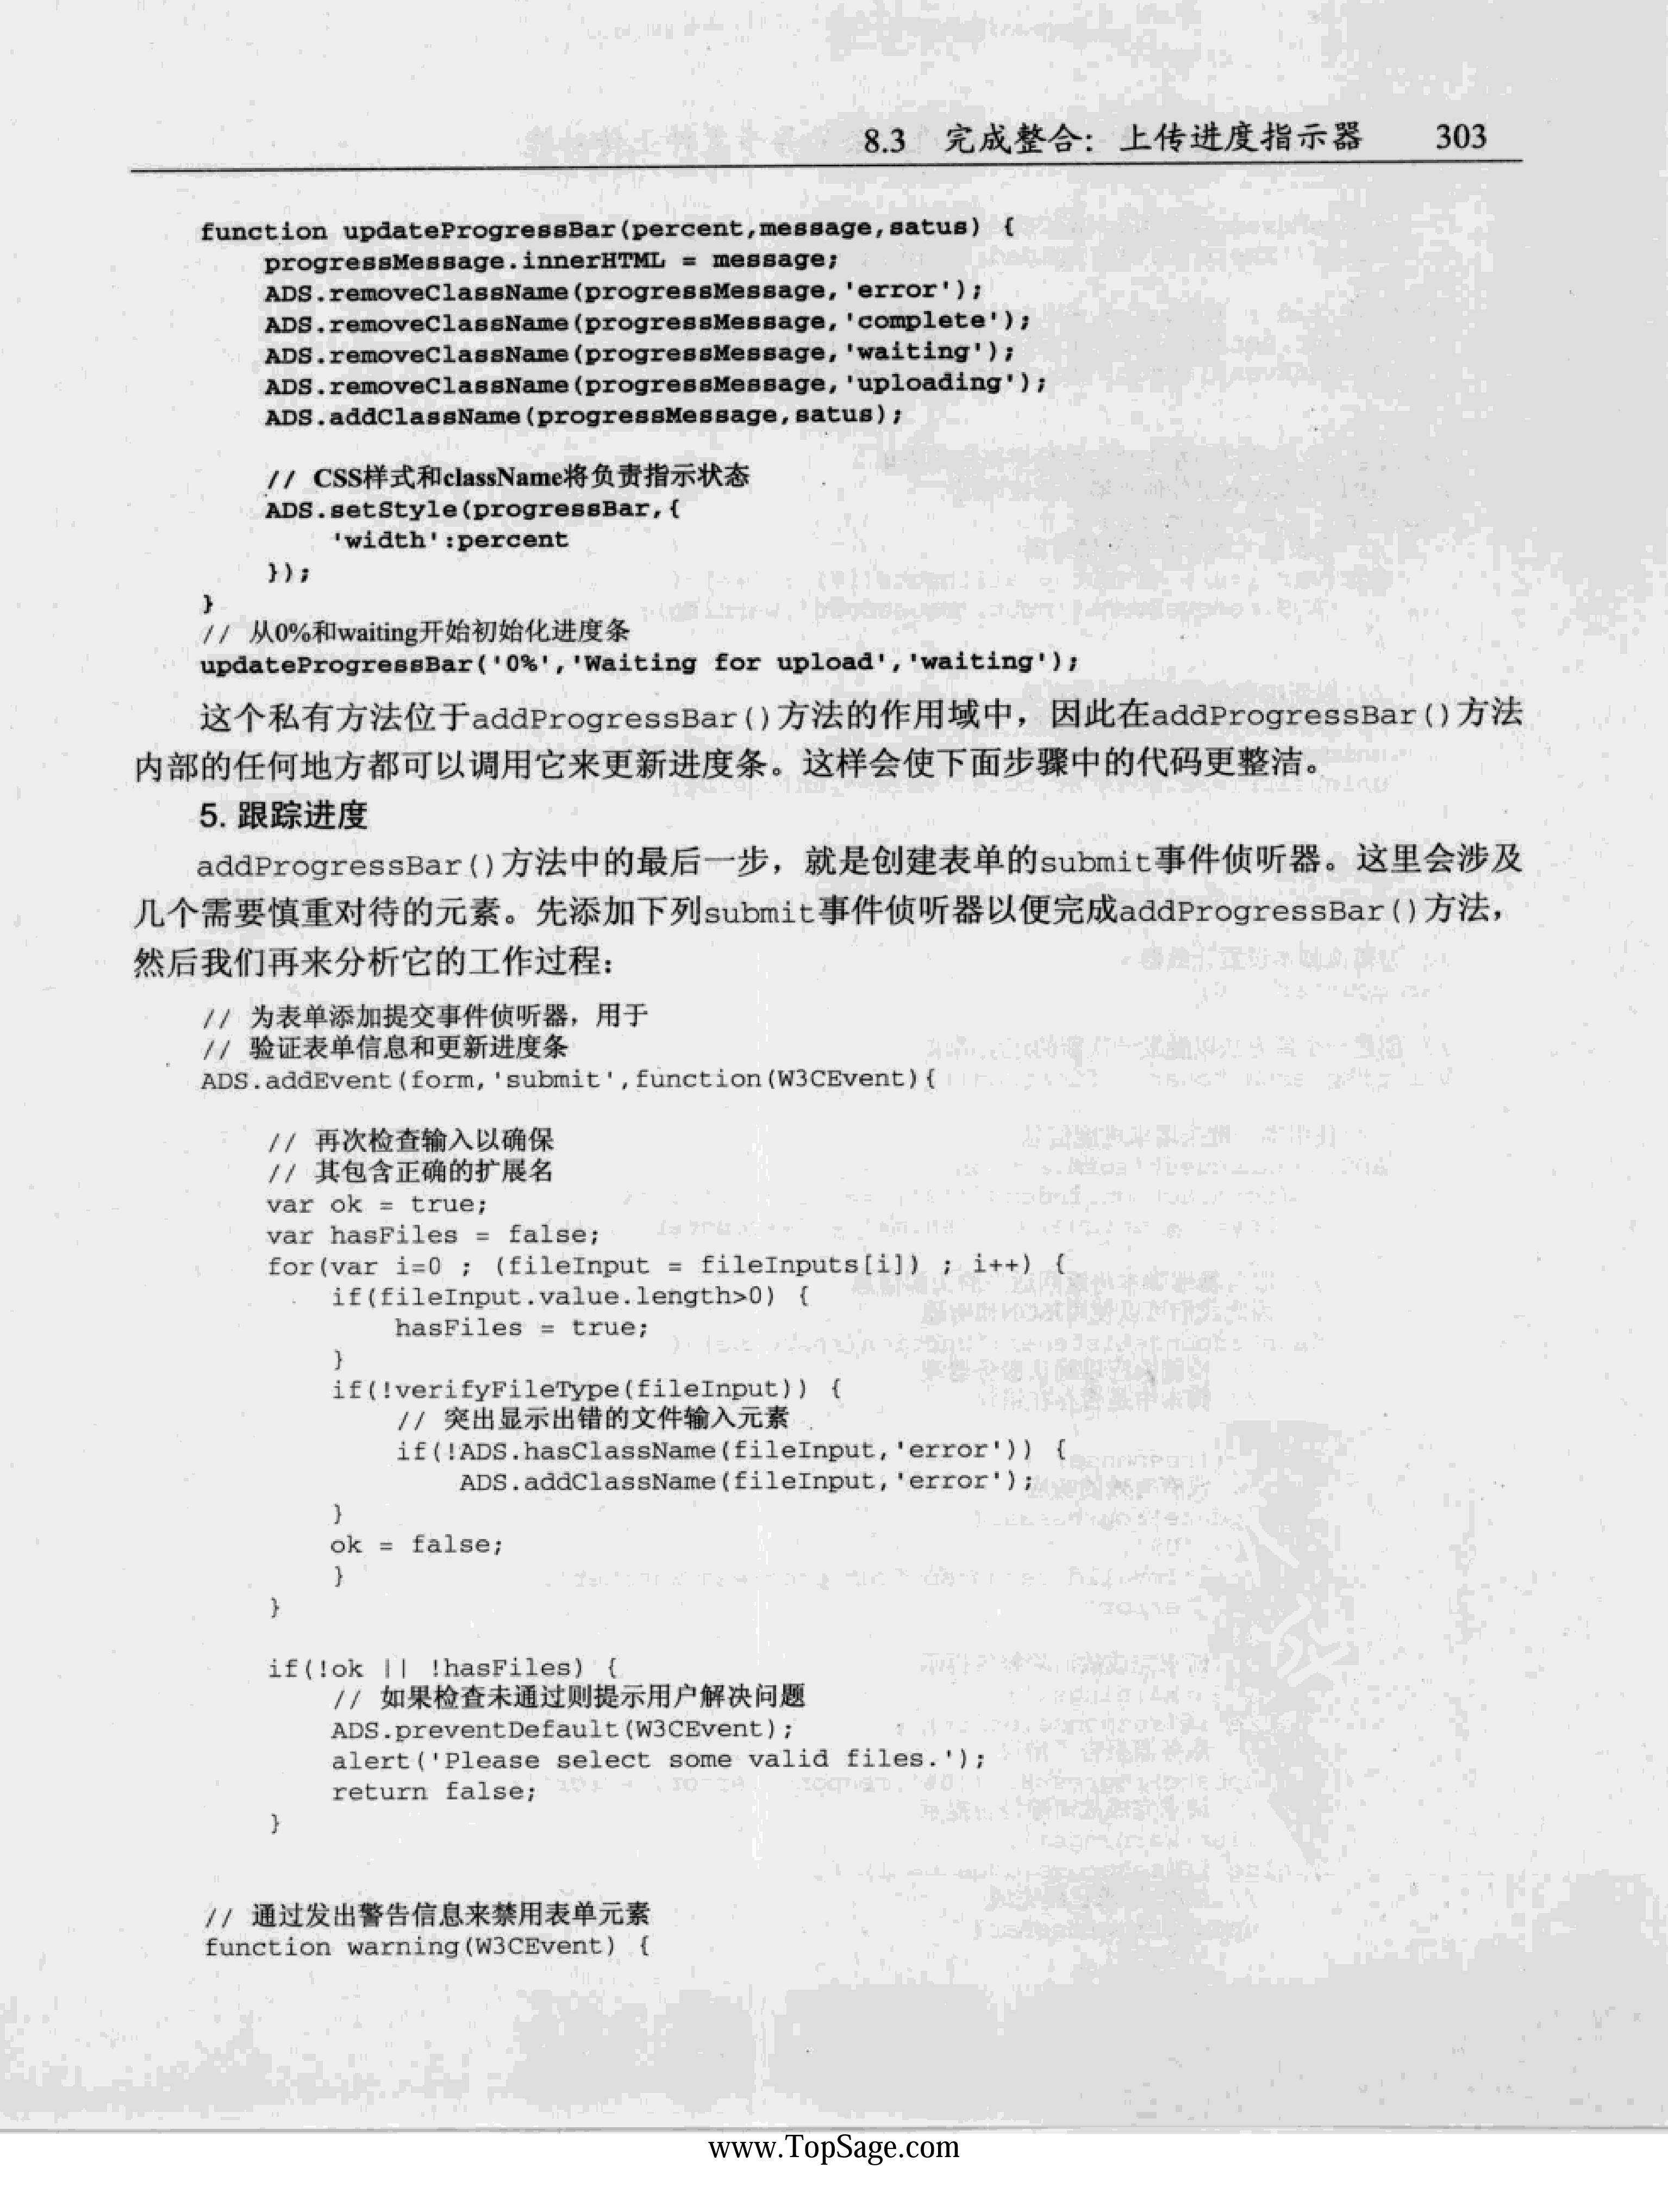 8.3 完成整合：上传进度指示器 303
function updateProgressBar(percent,message,satus) {
progressMessage.innerHTML = message;
ADS.removeClassName(progressMessage,'error');
ADS.removeClassName(progressMessage,'complete');
ADS.removeClassName(progressMessage,'waiting');
ADS.removeClassName(progressMessage,'uploading');
ADS.addClassName(progressMessage,satus);
// CSS样式和className将负责指示状态
ADS.setStyle(progressBar,{
'width':percent
});
}
// 从0%和waiting开始初始化进度条
updateProgressBar('0%','Waiting for upload','waiting');
这个私有方法位于addProgressBar()方法的作用域中，因此在addProgressBar()方法
内部的任何地方都可以调用它来更新进度条。这样会使下面步骤中的代码更整洁。
5. 跟踪进度
addProgressBar()方法中的最后一步，就是创建表单的submit事件侦听器。这里会涉及
几个需要慎重对待的元素。先添加下列submit事件侦听器以便完成addProgressBar()方法，
然后我们再来分析它的工作过程：
// 为表单添加提交事件侦听器，用于
// 验证表单信息和更新进度条
ADS.addEvent(form,'submit',function(W3CEvent){
// 再次检查输入以确保
// 其包含正确的扩展名
var ok = true;
var hasFiles = false;
for(var i=0 ; (fileInput = fileInputs[i]) ; i++) {
if(fileInput.value.length>0) {
hasFiles = true;
}
if(!verifyFileType(fileInput)) {
// 突出显示出错的文件输入元素
if(!ADS.hasClassName(fileInput,'error')) {
ADS.addClassName(fileInput,'error');
}
ok = false;
}
}
if(!ok || !hasFiles) {
// 如果检查未通过则提示用户解决问题
ADS.preventDefault(W3CEvent);
alert('Please select some valid files.');
return false;
}
// 通过发出警告信息来禁用表单元素
function warning(W3CEvent) {
www.TopSage.com